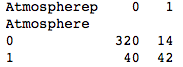 Atmospherep 0 1
Atmosphere
0 320 14
1 40 42